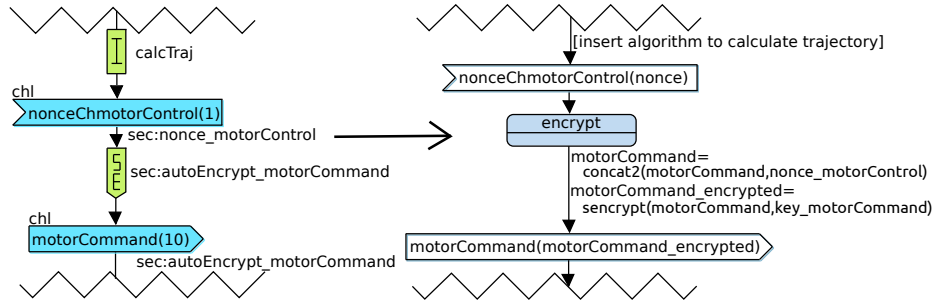 calcTraj
chl
nonceChmotorControl(1)
sec:nonce_motorControl
SE
sec:autoEncrypt_motorCommand
chl
motorCommand(10)
sec:autoEncrypt_motorCommand
[insert algorithm to calculate trajectory]
nonceChmotorControl(nonce)
encrypt
motorCommand=
concat2(motorCommand,nonce_motorControl)
motorCommand_encrypted=
sencrypt(motorCommand,key_motorCommand)
motorCommand(motorCommand_encrypted)